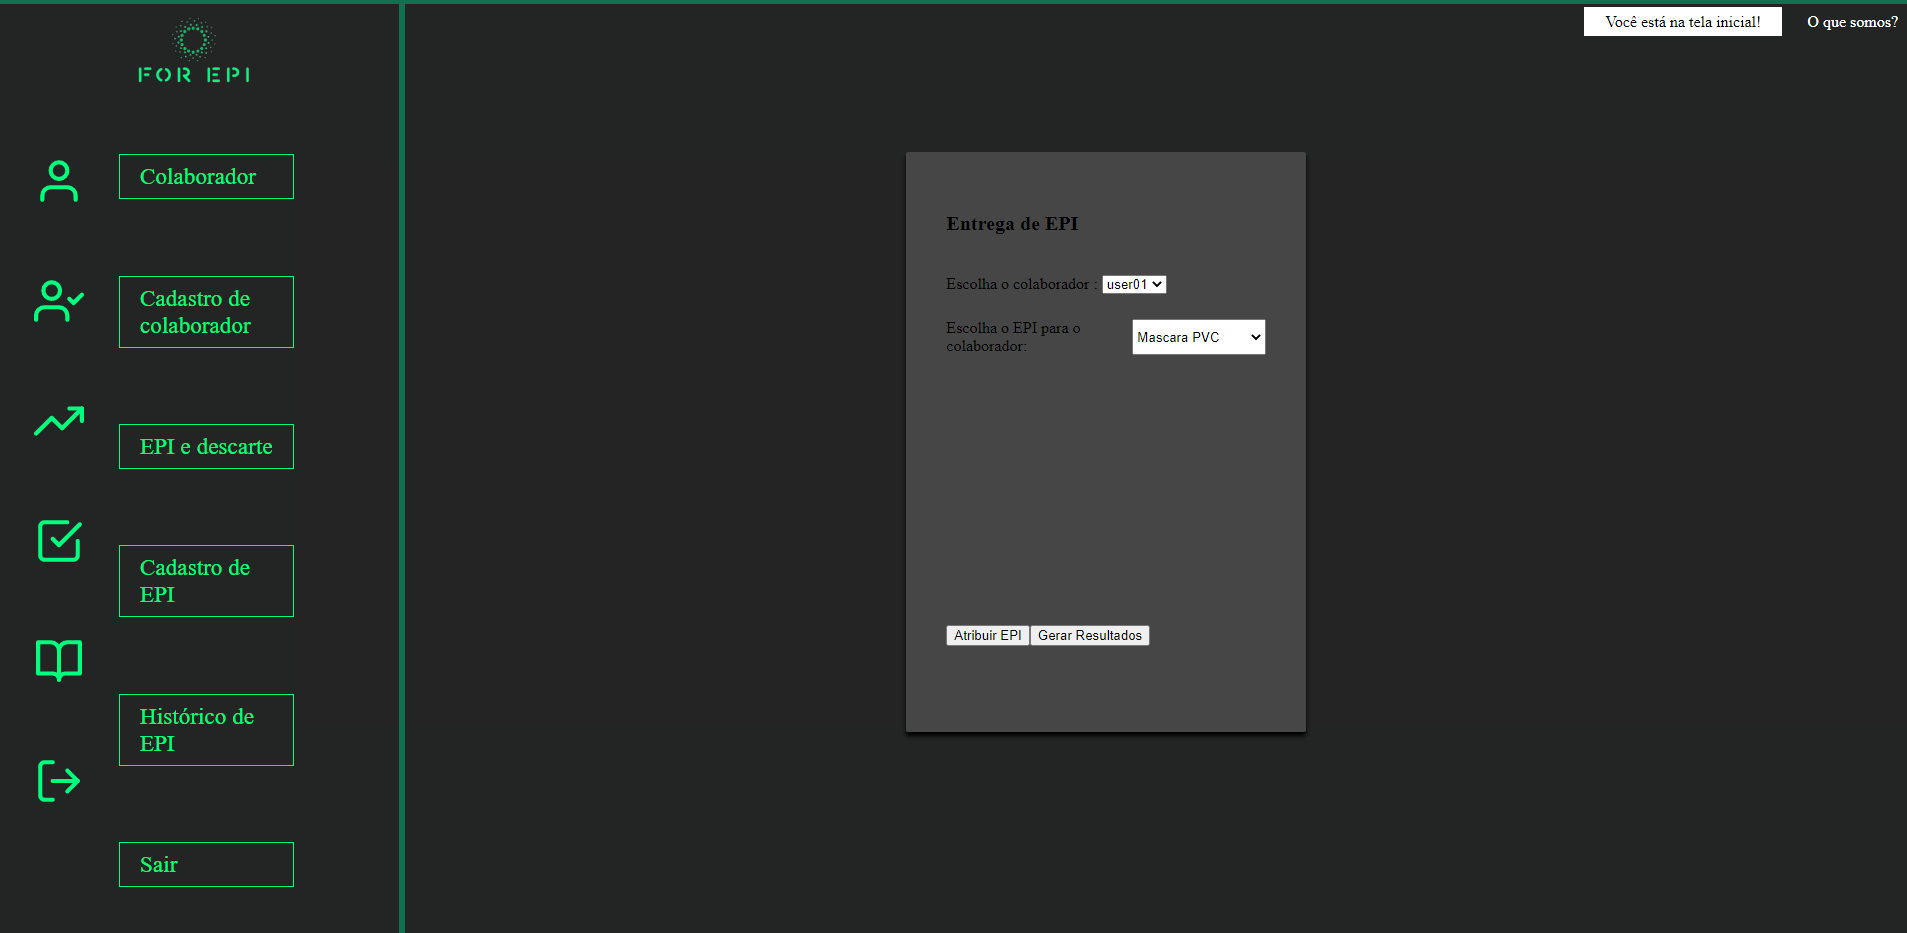 FOR EPI
Você está na tela inicial!
O que somos?
Colaborador
Cadastro de
colaborador
EPI e descarte
Cadastro de
EPI
Histórico de
EPI
Sair
Entrega de EPI
Escolha o colaborador : user01
Escolha o EPI para o
colaborador:
Mascara PVC
Atribuir EPI Gerar Resultados